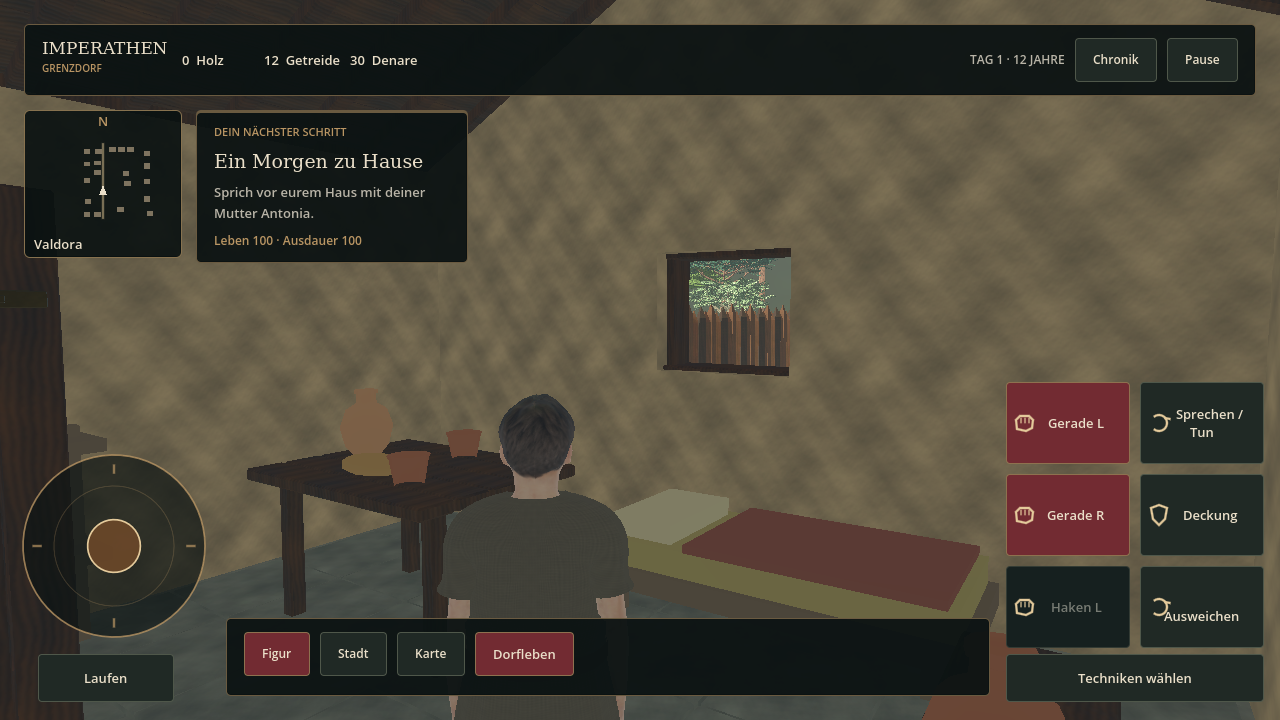 IMPERATHEN
GRENZDORF
0 Holz 12 Getreide 30 Denare
TAG 1 · 12 JAHRE
Chronik
Pause
N
Valdora
DEIN NÄCHSTER SCHRITT
Ein Morgen zu Hause
Sprich vor eurem Haus mit deiner
Mutter Antonia.
Leben 100 · Ausdauer 100
Gerade L
Sprechen /
Tun
Gerade R
Deckung
Haken L
Ausweichen
Techniken wählen
Laufen
Figur
Stadt
Karte
Dorfleben